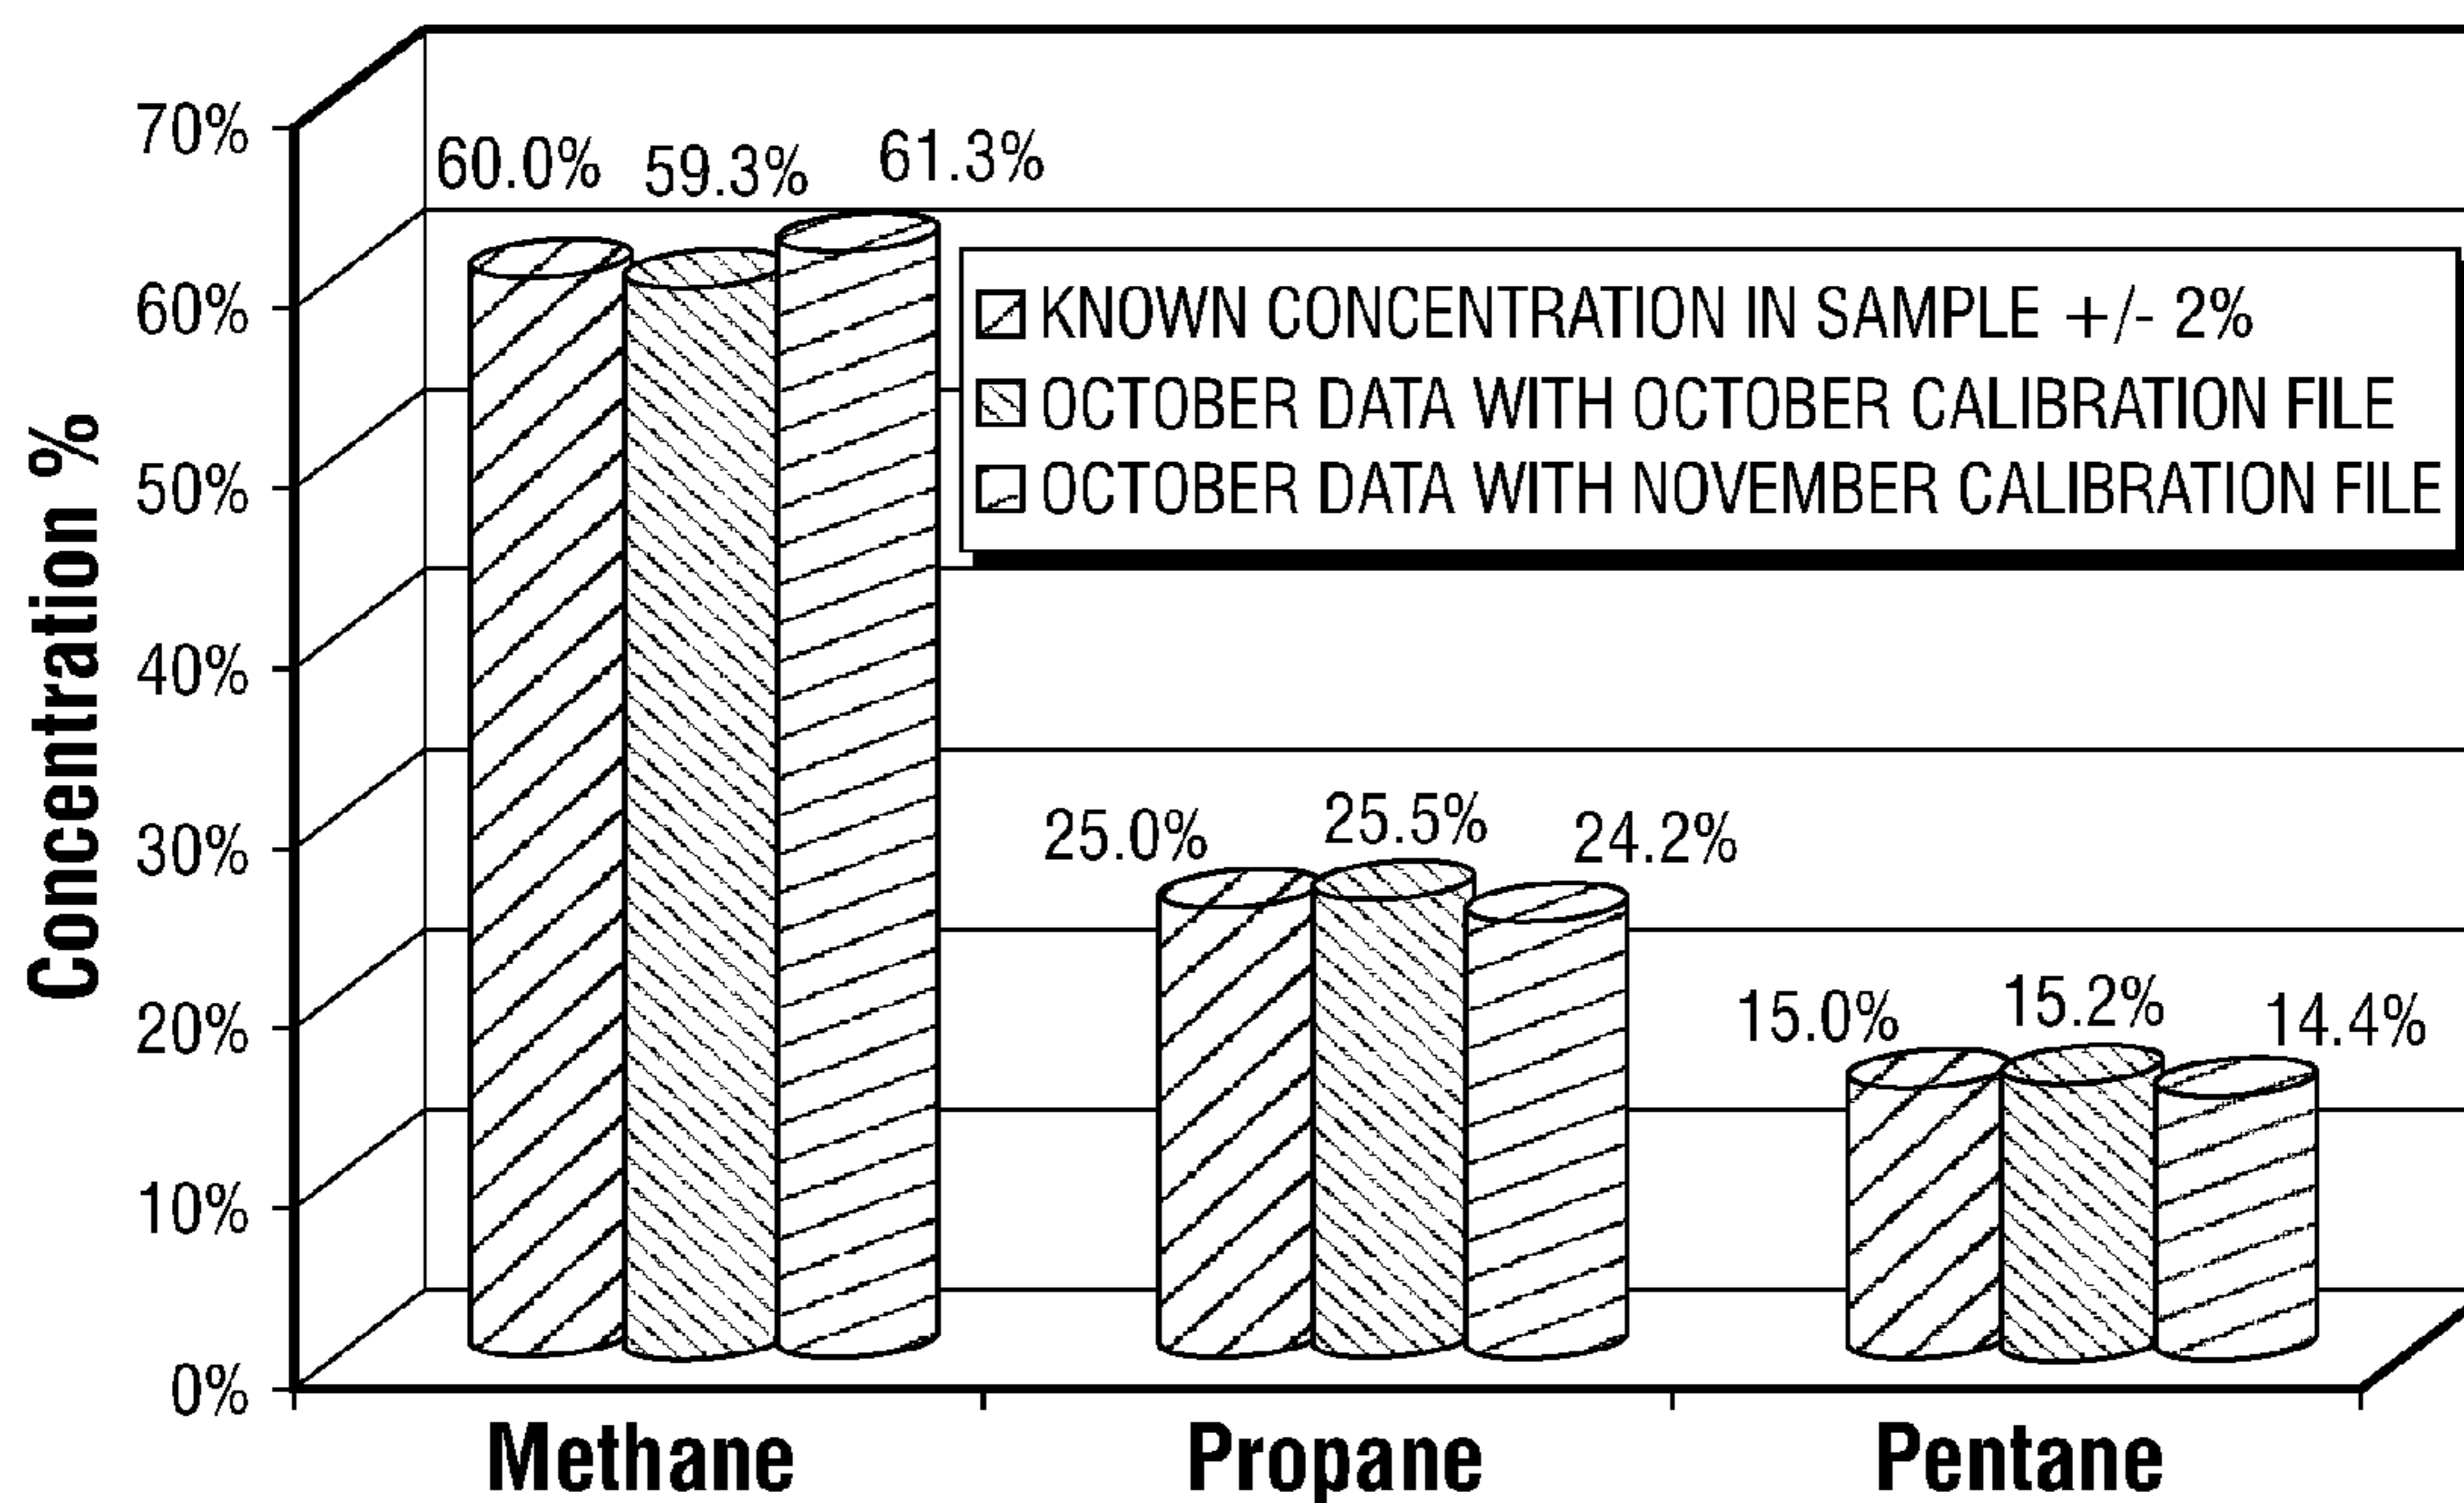 70%
60.0% 59.3% 61.3%
60%
KNOWN CONCENTRATION IN SAMPLE +/- 2%
OCTOBER DATA WITH OCTOBER CALIBRATION FILE
OCTOBER DATA WITH NOVEMBER CALIBRATION FILE
50%
40%
30%
20%
10%
0%
Concentration %
25.0% 25.5% 24.2%
15.0% 15.2% 14.4%
Methane Propane Pentane